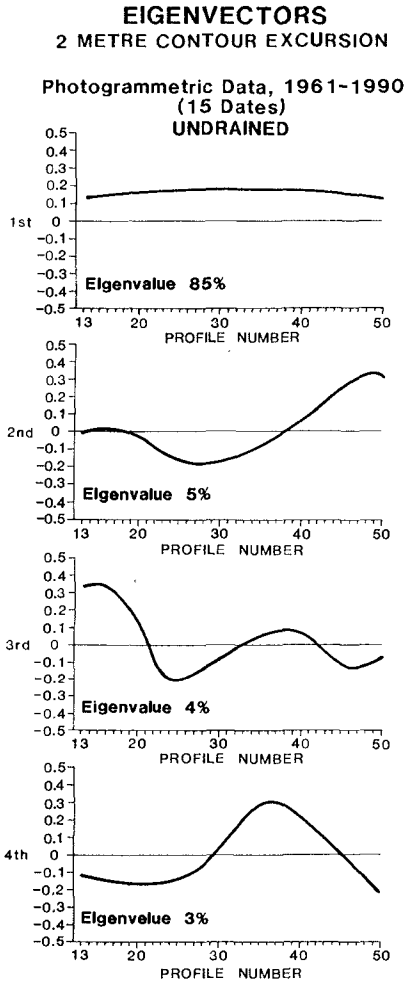 EIGENVECTORS
2 METRE CONTOUR EXCURSION
Photogrammetric Data, 1961-1990
(15 Dates)
UNDRAINED
0.5
0.4
0.3
0.2
0.1
1st 0
-0.1
-0.2
-0.3
-0.4
Eigenvalue 85%
-0.5
13 20 30 40 50
PROFILE NUMBER
0.5
0.4
0.3
0.2
0.1
2nd 0
-0.1
-0.2
-0.3
-0.4
Eigenvalue 5%
-0.5
13 20 30 40 50
PROFILE NUMBER
0.5
0.4
0.3
0.2
0.1
3rd 0
-0.1
-0.2
-0.3
-0.4
Eigenvalue 4%
-0.5
13 20 30 40 50
PROFILE NUMBER
0.5
0.4
0.3
0.2
0.1
4th 0
-0.1
-0.2
-0.3
-0.4
Eigenvelue 3%
-0.5
13 20 30 40 50
PROFILE NUMBER